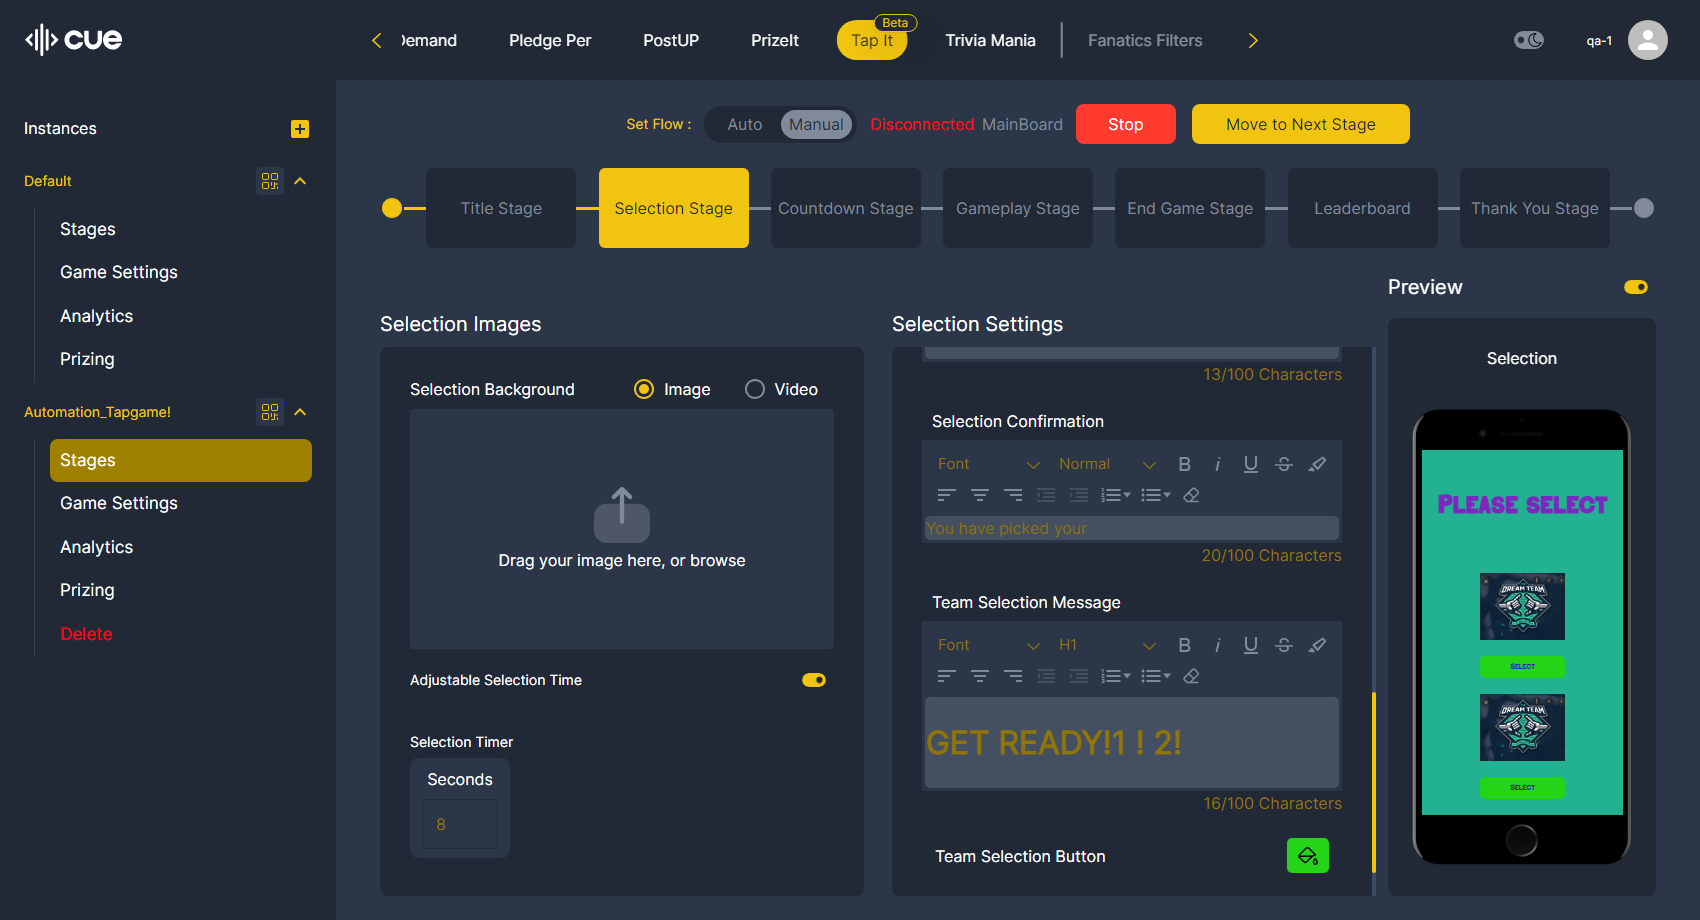 cue
Demand
Pledge Per
PostUP
PrizeIt
Tap It
Beta
Trivia Mania
Fanatics Filters
qa-1
Instances
Default
Stages
Game Settings
Analytics
Prizing
Automation_Tapgame!
Stages
Game Settings
Analytics
Prizing
Delete
Set Flow :
Auto
Manual
Disconnected MainBoard
Stop
Move to Next Stage
Title Stage
Selection Stage
Countdown Stage
Gameplay Stage
End Game Stage
Leaderboard
Thank You Stage
Selection Images
Selection Background
Image
Video
Drag your image here, or browse
Adjustable Selection Time
Selection Timer
Seconds
8
Selection Settings
13/100 Characters
Selection Confirmation
Font
Normal
You have picked your
20/100 Characters
Team Selection Message
Font
H1
GET READY!1 ! 2!
16/100 Characters
Team Selection Button
Preview
Selection
PLEASE SELECT
DREAM TEAM
SELECT
DREAM TEAM
SELECT